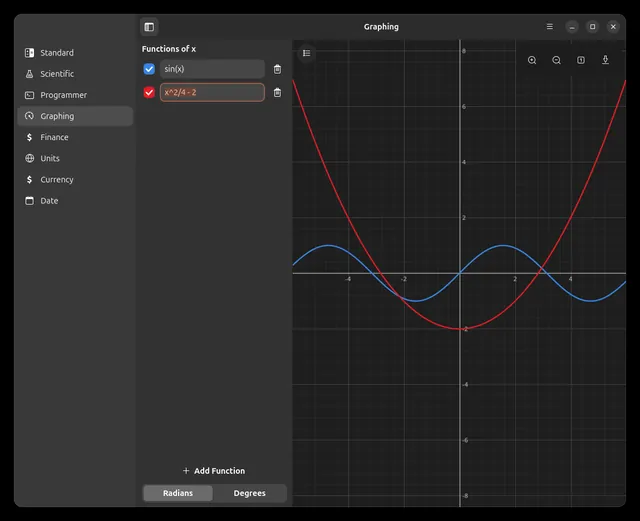 Graphing
Standard
Scientific
Programmer
Graphing
Finance
Units
Currency
Date
Functions of x
sin(x)
x^2/4 - 2
+ Add Function
Radians
Degrees
8
6
4
2
-4
-2
2
4
-2
-4
-6
-8